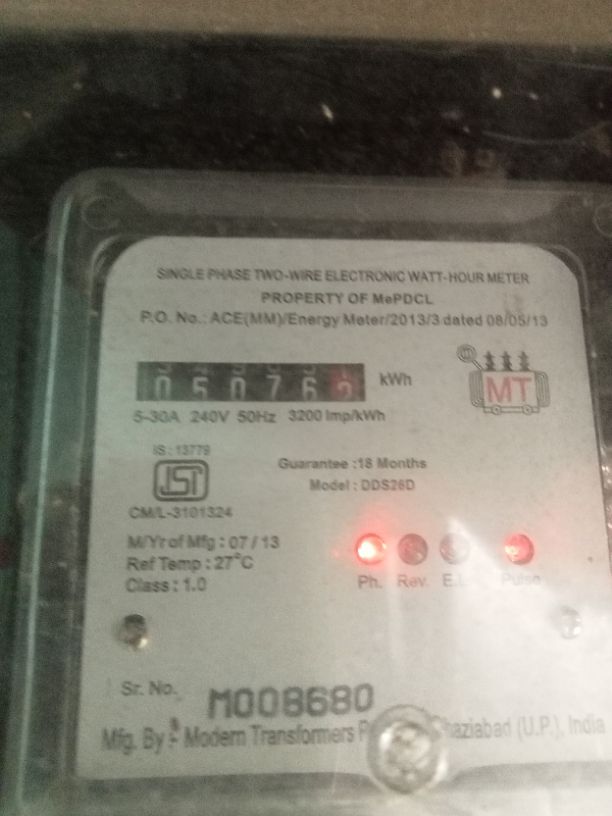 SINGLE PHASE TWO-WIRE ELECTRONIC WATT-HOUR METER
PROPERTY OF MePDCL
P.O. No.: ACE(MM)/Energy Meter/2013/3 dated 08/05/13
05076 kWh
MT
5-30A 240V 50Hz 3200 Imp/kWh
IS : 13779
ISI
CM/L-3101324
Guarantee :18 Months
Model : DDS26D
M/Yr of Mfg : 07 / 13
Ref Temp : 27°C
Class : 1.0
Ph. Rev. Pulse
Sr. No. M008680
Mfg. By :- Modern Transformers Ghaziabad (U.P.), India